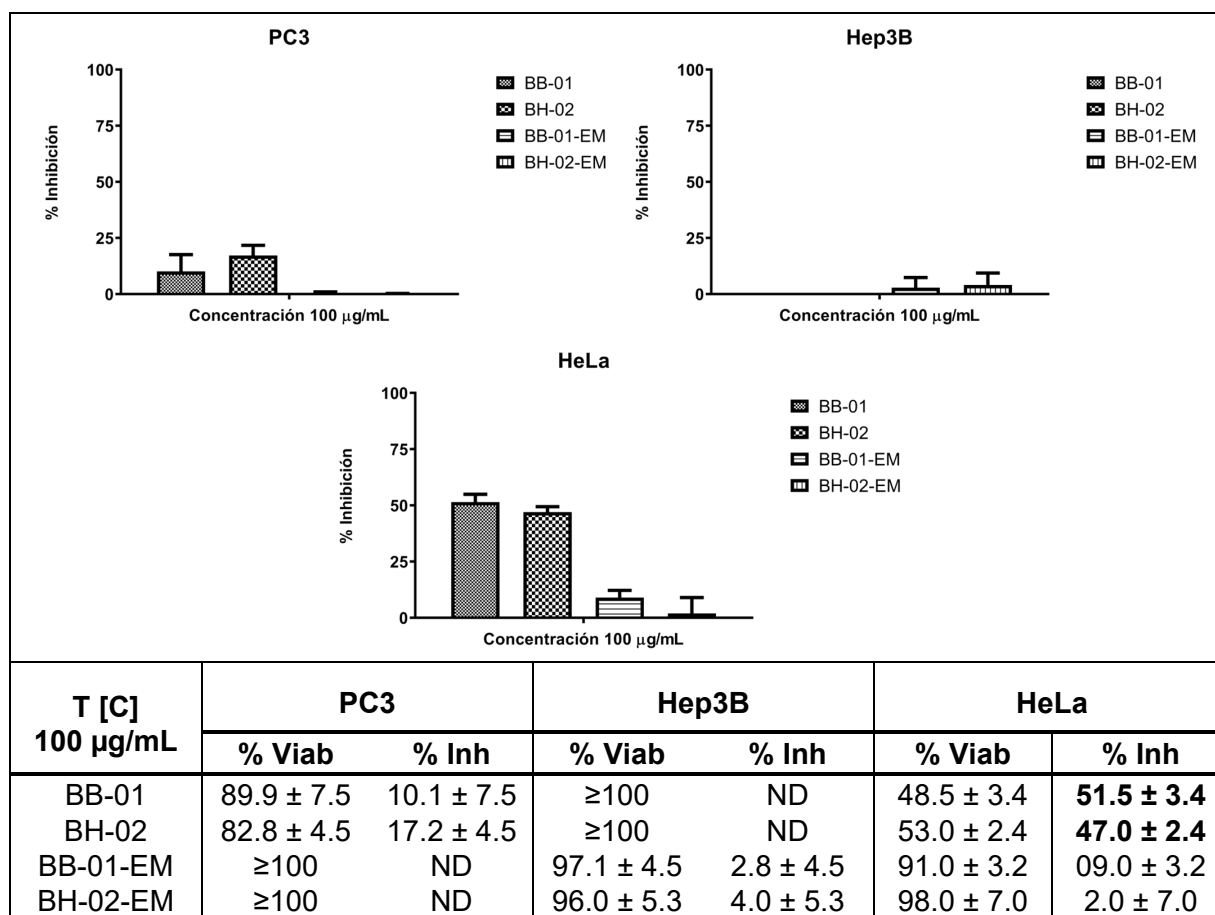 PC3
100
75
50
25
0
% Inhibición
Concentración 100 μg/mL
BB-01
BH-02
BB-01-EM
BH-02-EM
Hep3B
100
75
50
25
0
% Inhibición
Concentración 100 μg/mL
BB-01
BH-02
BB-01-EM
BH-02-EM
HeLa
100
75
50
25
0
% Inhibición
Concentración 100 μg/mL
BB-01
BH-02
BB-01-EM
BH-02-EM
T [C] 
100 µg/mL
PC3 Hep3B HeLa
% Viab % Inh % Viab % Inh % Viab % Inh
BB-01 89.9 ± 7.5 10.1 ± 7.5 ≥100 ND 48.5 ± 3.4 51.5 ± 3.4
BH-02 82.8 ± 4.5 17.2 ± 4.5 ≥100 ND 53.0 ± 2.4 47.0 ± 2.4
BB-01-EM ≥100 ND 97.1 ± 4.5 2.8 ± 4.5 91.0 ± 3.2 09.0 ± 3.2
BH-02-EM ≥100 ND 96.0 ± 5.3 4.0 ± 5.3 98.0 ± 7.0 2.0 ± 7.0